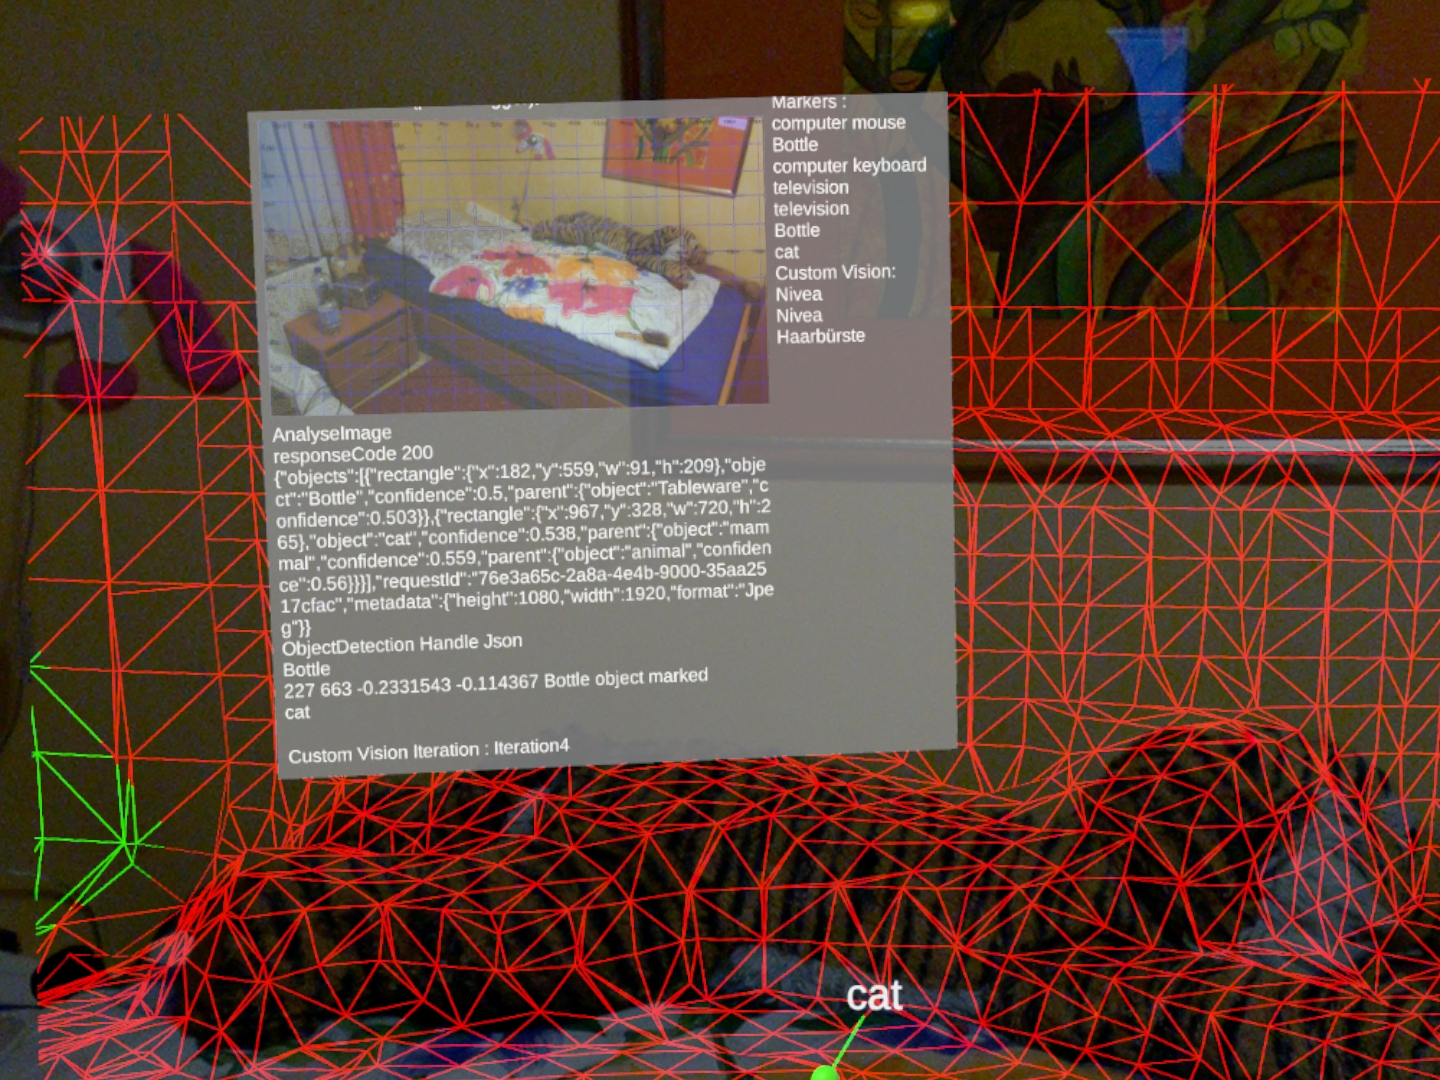 Markers :
computer mouse
Bottle
computer keyboard
television
television
Bottle
cat
Custom Vision:
Nivea
Nivea
Haarbürste
AnalyseImage
responseCode 200
{"objects":[{"rectangle":{"x":182,"y":559,"w":91,"h":209},"obje
ct":"Bottle","confidence":0.5,"parent":{"object":"Tableware","c
onfidence":0.503}},{"rectangle":{"x":967,"y":328,"w":720,"h":2
65},"object":"cat","confidence":0.538,"parent":{"object":"mam
mal","confidence":0.559,"parent":{"object":"animal","confiden
ce":0.56}}}],"requestId":"76e3a65c-2a8a-4e4b-9000-35aa25
17cfac","metadata":{"height":1080,"width":1920,"format":"Jpe
g"}}
ObjectDetection Handle Json
Bottle
227 663 -0.2331543 -0.114367 Bottle object marked
cat
Custom Vision Iteration : Iteration4
cat